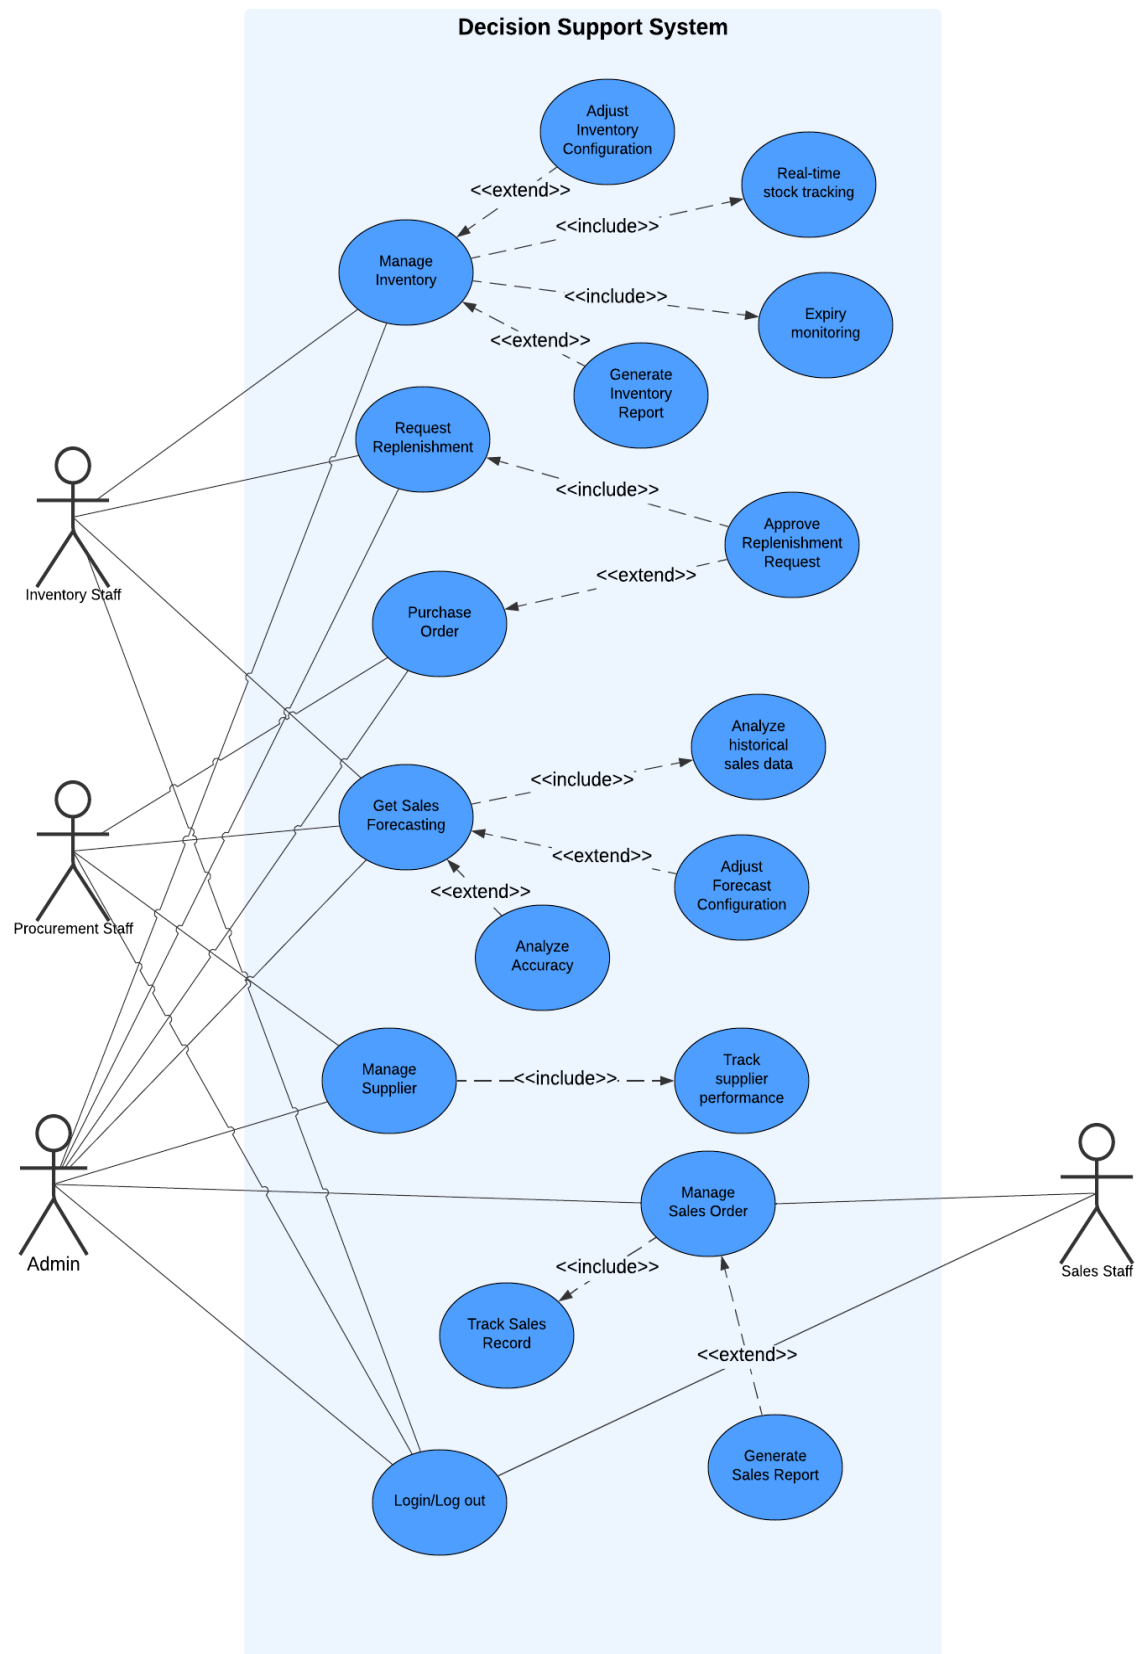 Decision Support System
Adjust
Inventory
Configuration
Real-time
stock tracking
<<extend>>
<<include>>
Manage
Inventory
<<include>>
Expiry
monitoring
<<extend>>
Generate
Inventory
Report
Request
Replenishment
<<include>>
Approve
Replenishment
Request
<<extend>>
Inventory Staff
Purchase
Order
Analyze
historical
sales data
<<include>>
Get Sales
Forecasting
<<extend>>
Adjust
Forecast
Configuration
<<extend>>
Procurement Staff
Analyze
Accuracy
Manage
Supplier
<<include>>
Track
supplier
performance
Manage
Sales Order
Admin
<<include>>
Sales Staff
Track Sales
Record
<<extend>>
Generate
Sales Report
Login/Log out